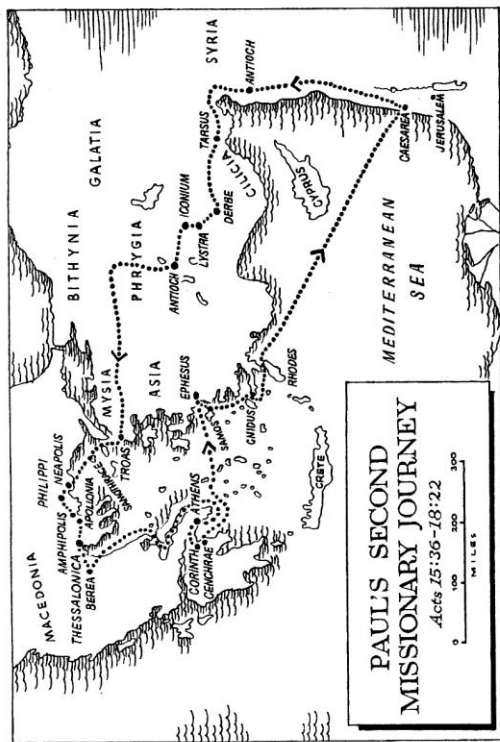 MACEDONIA
PHILIPPI
NEAPOLIS
AMPHIPOLIS
APOLLONIA
THESSALONICA
BEREA
SAMOTHRACE
TROAS
MYSIA
BITHYNIA
GALATIA
PHRYGIA
ASIA
ANTIOCH
ICONIUM
LYSTRA
DERBE
CILICIA
TARSUS
SYRIA
ANTIOCH
EPHESUS
ATHENS
CORINTH
CENCHRAE
SAMOS
CNIDUS
RHODES
CRETE
CYPRUS
MEDITERRANEAN
SEA
CAESAREA
JERUSALEM
PAUL'S SECOND
MISSIONARY JOURNEY
Acts 15:36-18:22
0 100 200 300
MILES